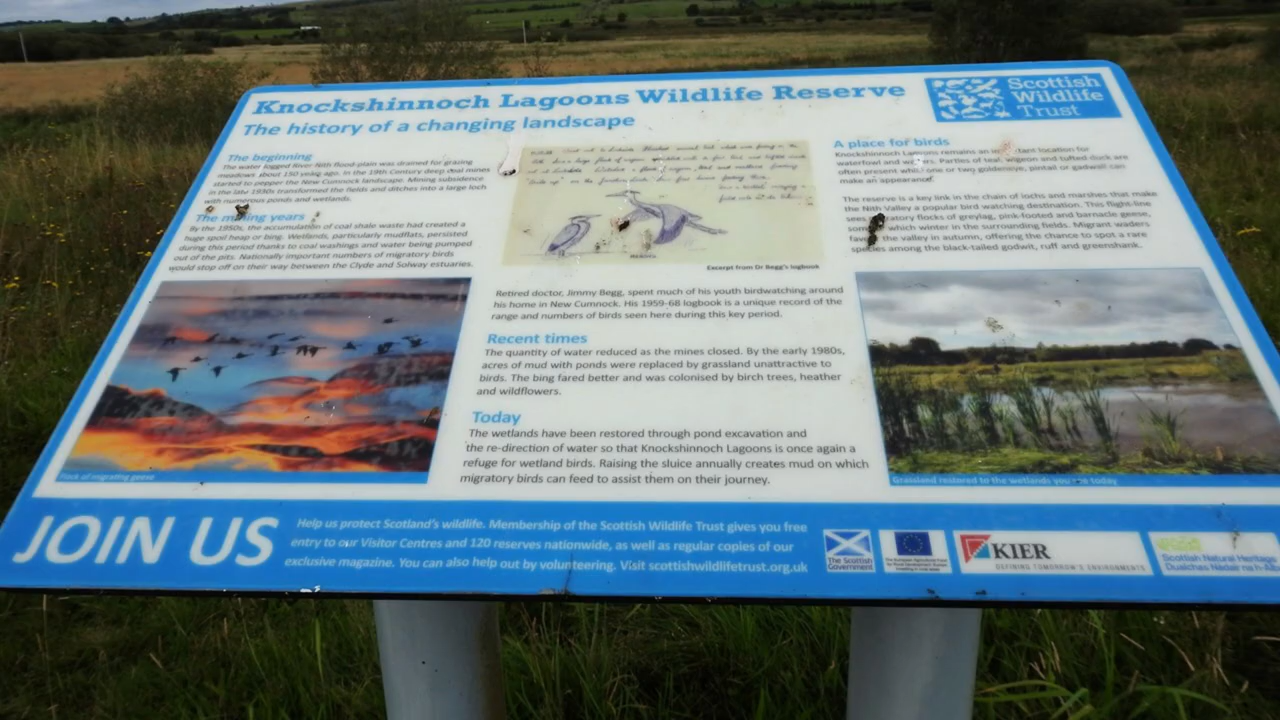 Knockshinnoch Lagoons Wildlife Reserve
The history of a changing landscape
Scottish
Wildlife
Trust
The beginning
The water logged River Nith flood-plain was drained for grazing
meadows about 150 years ago. In the 19th Century deep coal mines
started to pepper the New Cumnock landscape. Mining subsidence
in the late 1930s transformed the fields and ditches into a large loch
with numerous ponds and wetlands.
The mining years
By the 1950s, the accumulation of coal shale waste had created a
huge spoil heap or bing. Wetlands, particularly mudflats, persisted
during this period thanks to coal washings and water being pumped
out of the pits. Nationally important numbers of migratory birds
would stop off on their way between the Clyde and Solway estuaries.
Flock of migrating geese
Excerpt from Dr Begg's logbook
Retired doctor, Jimmy Begg, spent much of his youth birdwatching around
his home in New Cumnock. His 1959-68 logbook is a unique record of the
range and numbers of birds seen here during this key period.
Recent times
The quantity of water reduced as the mines closed. By the early 1980s,
acres of mud with ponds were replaced by grassland unattractive to
birds. The bing fared better and was colonised by birch trees, heather
and wildflowers.
Today
The wetlands have been restored through pond excavation and
the re-direction of water so that Knockshinnoch Lagoons is once again a
refuge for wetland birds. Raising the sluice annually creates mud on which
migratory birds can feed to assist them on their journey.
A place for birds
Knockshinnoch Lagoons remains an important location for
waterfowl and waders. Parties of teal, wigeon and tufted duck are
often present while one or two goldeneye, pintail or gadwall can
make an appearance.
The reserve is a key link in the chain of lochs and marshes that make
the Nith Valley a popular bird watching destination. This flight-line
sees migratory flocks of greylag, pink-footed and barnacle geese,
some of which winter in the surrounding fields. Migrant waders
favour the valley in autumn, offering the chance to spot a rare
species among the black-tailed godwit, ruff and greenshank.
Grassland restored to the wetlands you see today
JOIN US
Help us protect Scotland's wildlife. Membership of the Scottish Wildlife Trust gives you free
entry to our Visitor Centres and 120 reserves nationwide, as well as regular copies of our
exclusive magazine. You can also help out by volunteering. Visit scottishwildlifetrust.org.uk
The Scottish
Government
KIER
DEFINING TOMORROW'S ENVIRONMENTS
Scottish Natural Heritage
Dualchas Nàdair na h-Alb